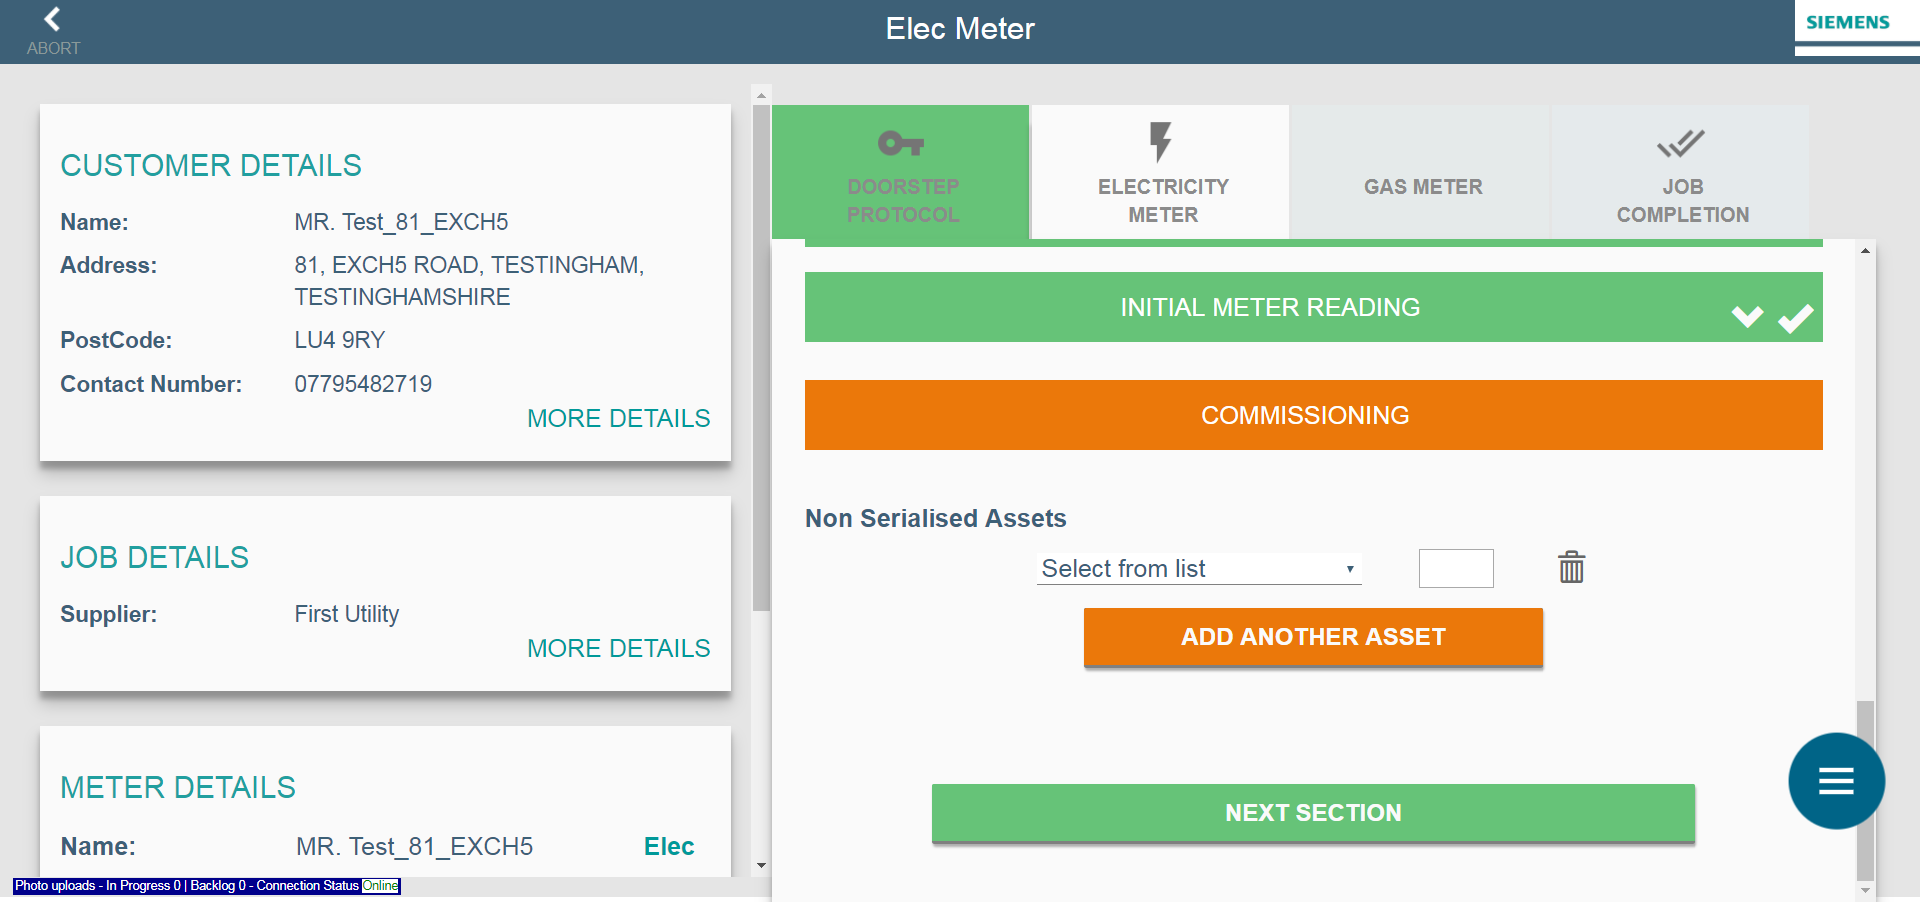 ABORT
Elec Meter
SIEMENS
CUSTOMER DETAILS
Name: MR. Test_81_EXCH5
Address: 81, EXCH5 ROAD, TESTINGHAM,
TESTINGHAMSHIRE
PostCode: LU4 9RY
Contact Number: 07795482719
MORE DETAILS
JOB DETAILS
Supplier: First Utility
MORE DETAILS
METER DETAILS
Name: MR. Test_81_EXCH5 Elec
Photo uploads - In Progress 0 | Backlog 0 - Connection Status Online
DOORSTEP
PROTOCOL
ELECTRICITY
METER
GAS METER
JOB
COMPLETION
INITIAL METER READING
COMMISSIONING
Non Serialised Assets
Select from list
ADD ANOTHER ASSET
NEXT SECTION